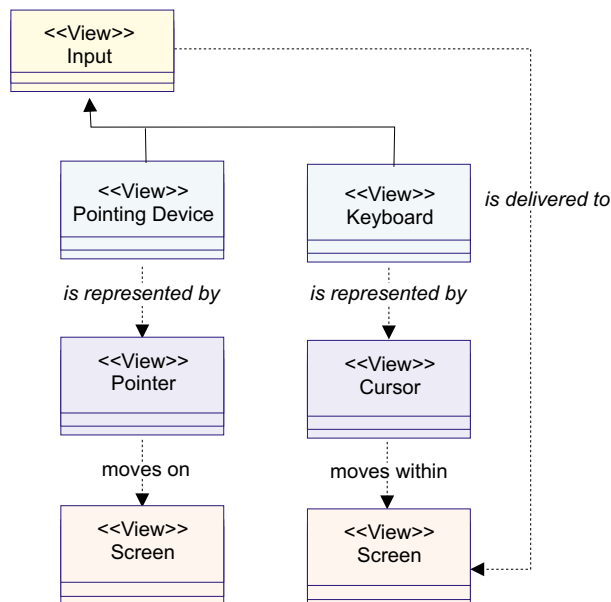 <<View>>
Input
<<View>>
Pointing Device
<<View>>
Keyboard
is delivered to
is represented by
is represented by
<<View>>
Pointer
<<View>>
Cursor
moves on
moves within
<<View>>
Screen
<<View>>
Screen